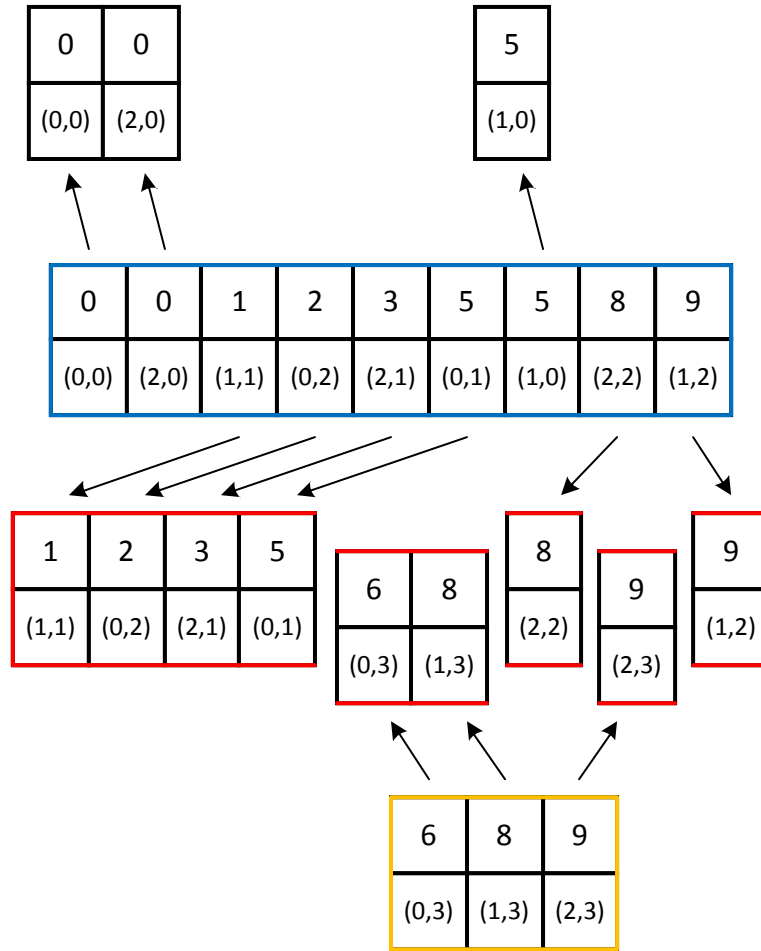 0 0 5
(0,0) (2,0) (1,0)
0 0 1 2 3 5 5 8 9
(0,0) (2,0) (1,1) (0,2) (2,1) (0,1) (1,0) (2,2) (1,2)
1 2 3 5
(1,1) (0,2) (2,1) (0,1)
6 8
(0,3) (1,3)
8
(2,2)
9
(2,3)
9
(1,2)
6 8 9
(0,3) (1,3) (2,3)